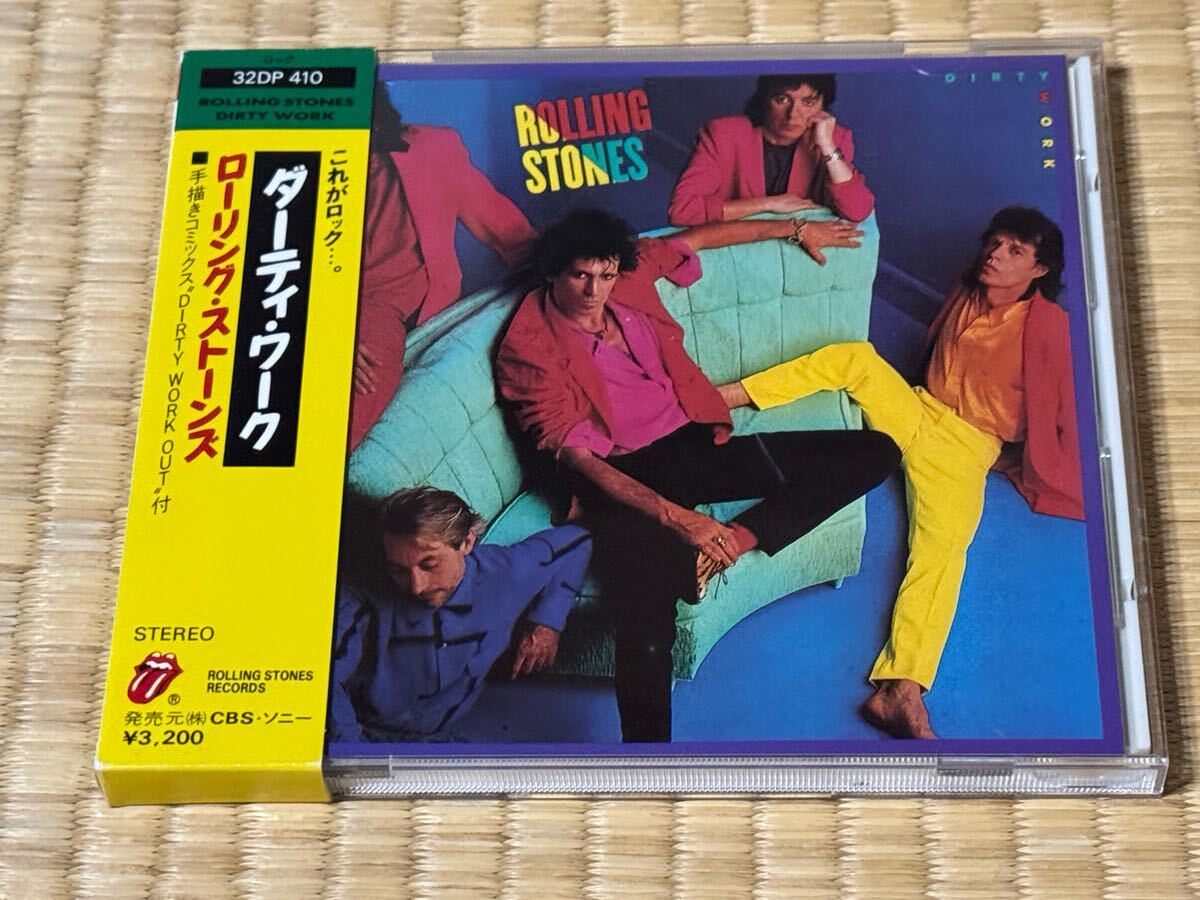 ロック
32DP 410
ROLLING STONES
DIRTY WORK
これがロック…。
ダーティ・ワーク
ローリング・ストーンズ
■手描きコミックス“DIRTY WORK OUT”付
STEREO
®
ROLLING STONES
RECORDS
発売元㈱CBS・ソニー
¥3,200
ROLLING
STONES
DIRTY
WORK